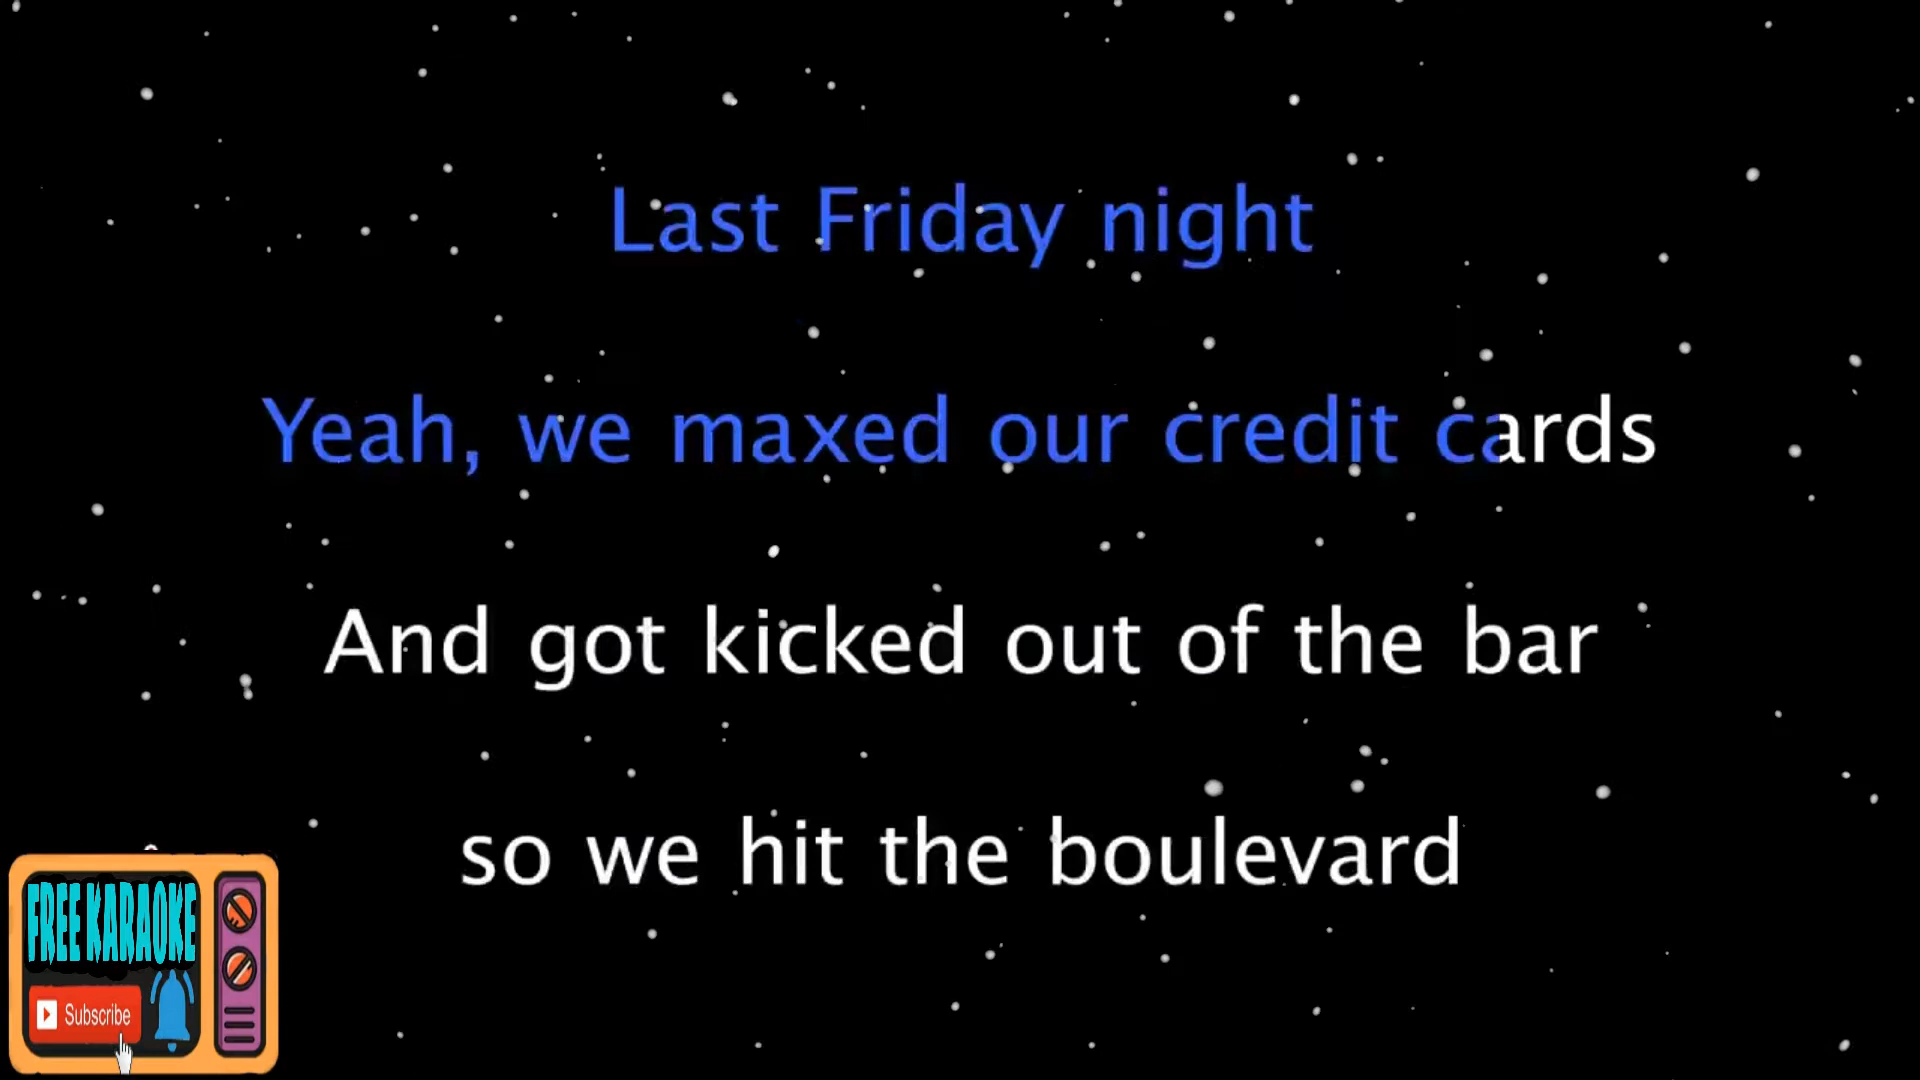 Last Friday night
Yeah, we maxed our credit cards
And got kicked out of the bar
so we hit the boulevard
FREE KARAOKE
Subscribe